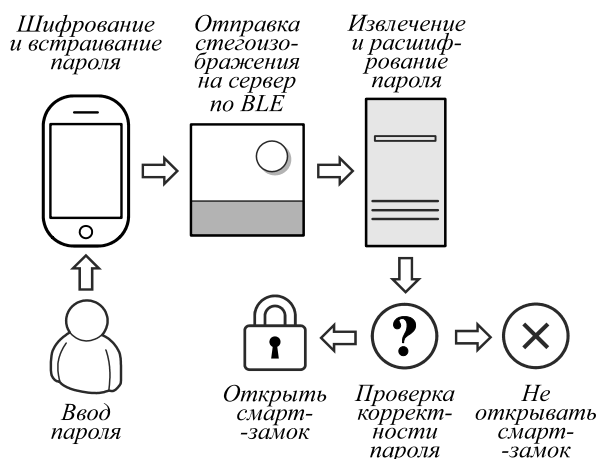 Шифрование
и встраивание
пароля
Отправка
стегоизо-
бражения
на сервер
по BLE
Извлечение
и расшиф-
рование
пароля
?
Ввод
пароля
Открыть
смарт-
-замок
Проверка
коррект-
ности
пароля
Не
открывать
смарт-
-замок